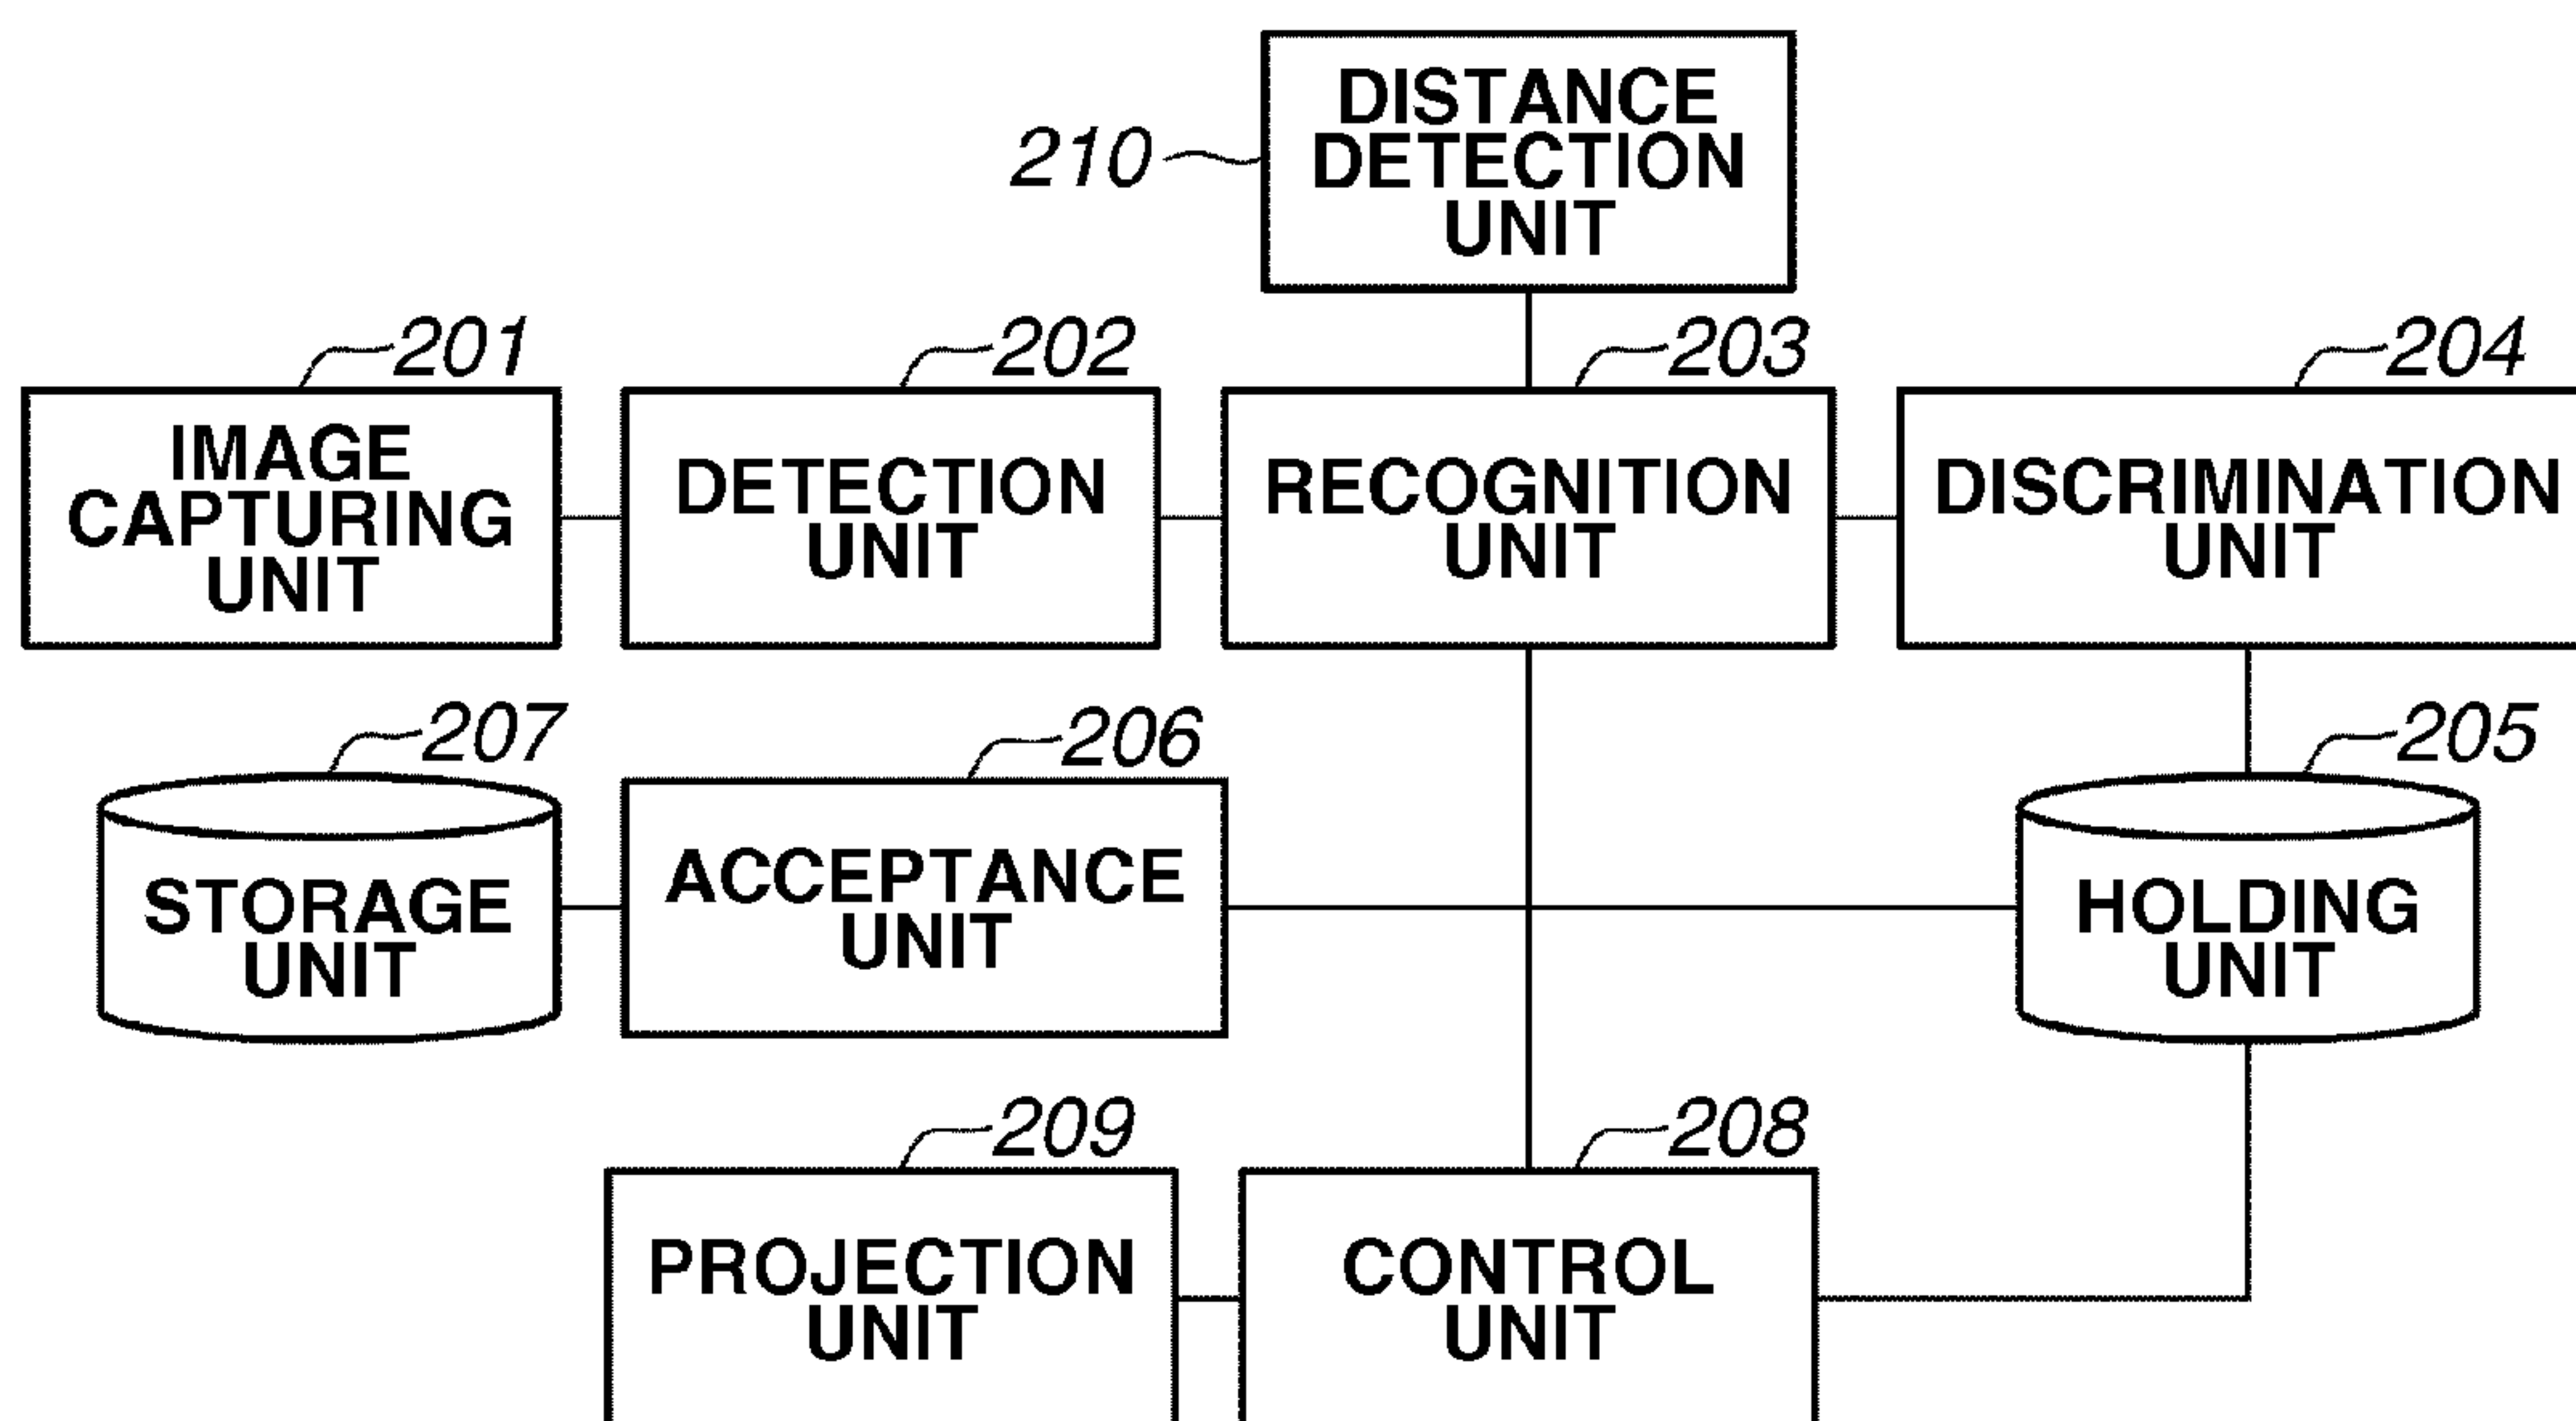 DISTANCE
DETECTION
UNIT
210
201
202
203
204
IMAGE
CAPTURING
UNIT
DETECTION
UNIT
RECOGNITION
UNIT
DISCRIMINATION
UNIT
207
206
205
STORAGE
UNIT
ACCEPTANCE
UNIT
HOLDING
UNIT
209
208
PROJECTION
UNIT
CONTROL
UNIT